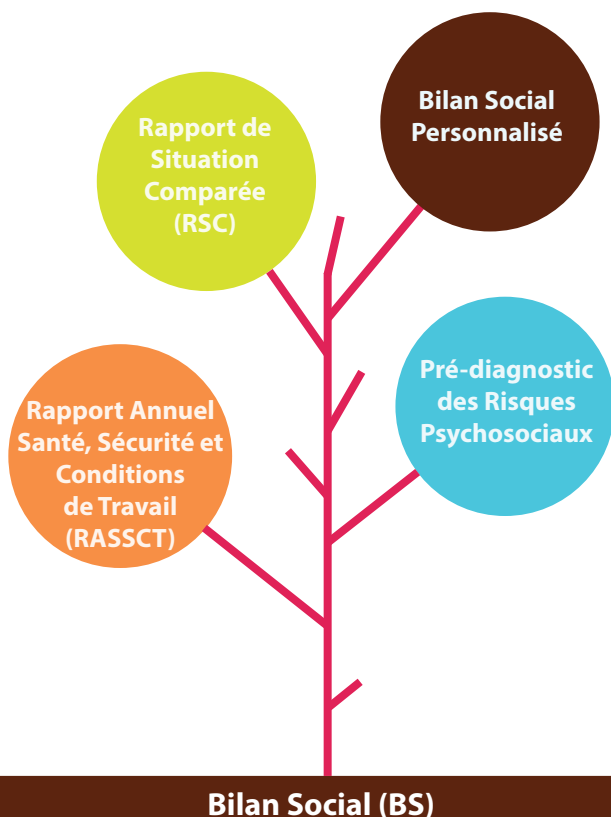 Bilan Social
Personnalisé
Rapport de
Situation
Comparée
(RSC)
Pré-diagnostic
des Risques
Psychosociaux
Rapport Annuel
Santé, Sécurité et
Conditions
de Travail
(RASSCT)
Bilan Social (BS)